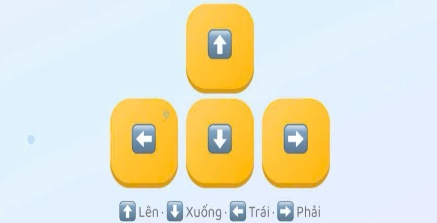 ⬆️
⬅️ ⬇️ ➡️
⬆️ Lên · ⬇️ Xuống · ⬅️ Trái · ➡️ Phải